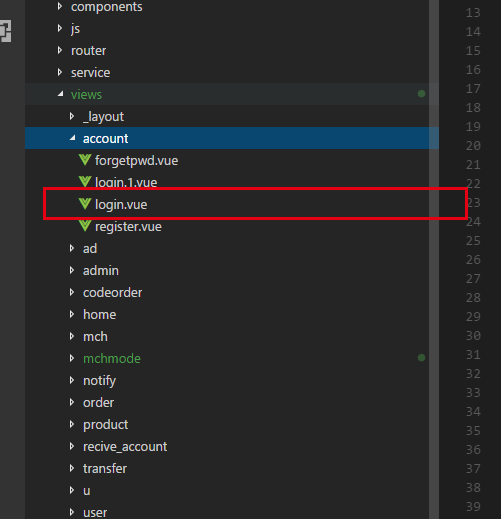 components
js
router
service
views
_layout
account
forgetpwd.vue
login.1.vue
login.vue
register.vue
ad
admin
codeorder
home
mch
mchmode
notify
order
product
recive_account
transfer
u
user
13
14
15
16
17
18
19
20
21
22
23
24
25
26
27
28
29
30
31
32
33
34
35
36
37
38
39